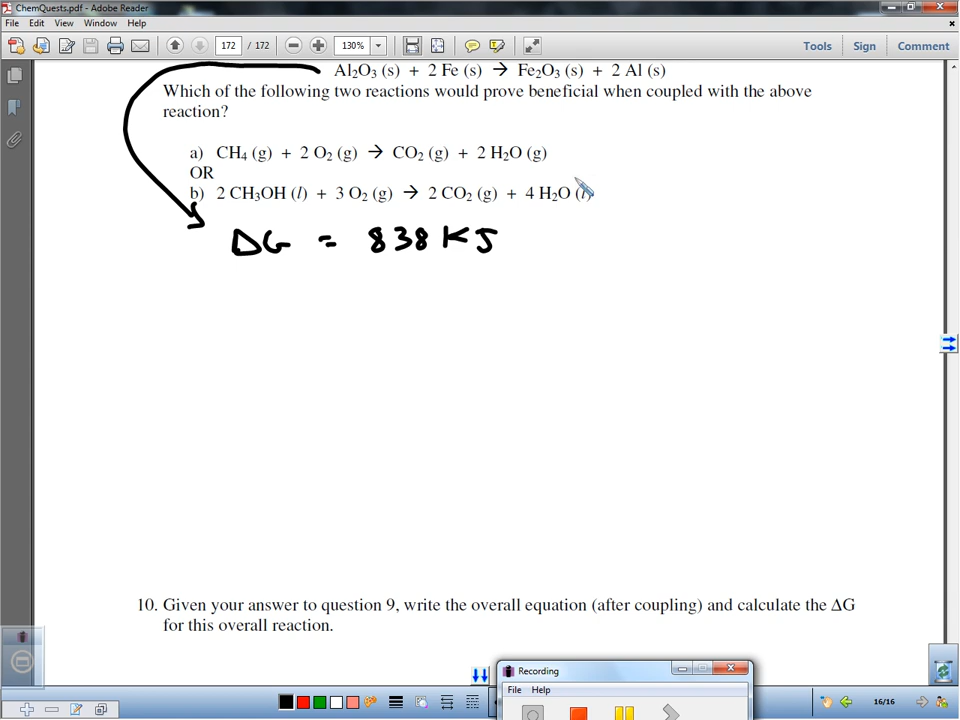 ChemQuests.pdf - Adobe Reader
File Edit View Window Help
172 / 172 130% Tools Sign Comment
Al₂O₃ (s) + 2 Fe (s) → Fe₂O₃ (s) + 2 Al (s)
Which of the following two reactions would prove beneficial when coupled with the above
reaction?
a) CH₄ (g) + 2 O₂ (g) → CO₂ (g) + 2 H₂O (g)
OR
b) 2 CH₃OH (l) + 3 O₂ (g) → 2 CO₂ (g) + 4 H₂O (l)
ΔG = 838 KJ
10. Given your answer to question 9, write the overall equation (after coupling) and calculate the ΔG
for this overall reaction.
Recording
File Help
16/16